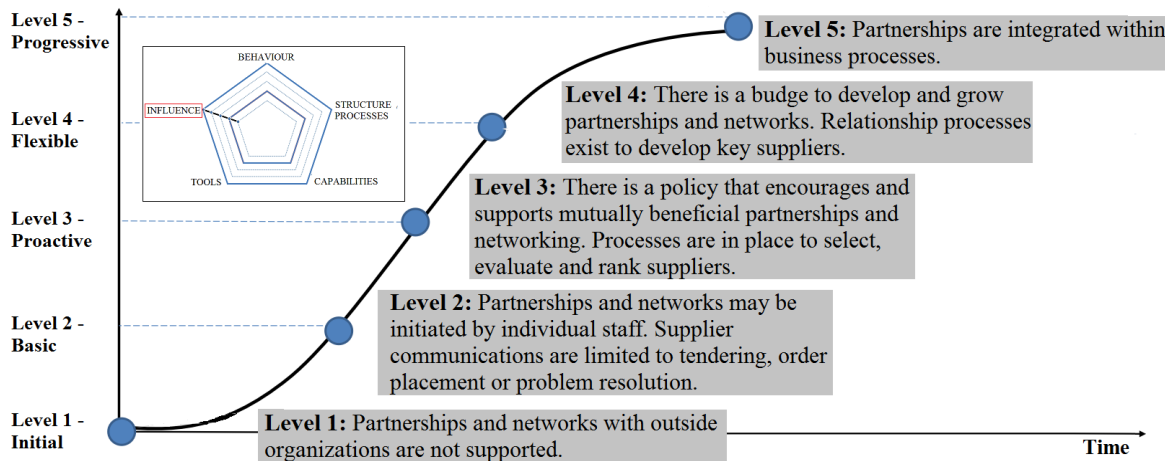 Level 5 -
Progressive
Level 5: Partnerships are integrated within
business processes.
BEHAVIOUR
INFLUENCE
STRUCTURE
PROCESSES
TOOLS
CAPABILITIES
Level 4 -
Flexible
Level 4: There is a budget to develop and grow
partnerships and networks. Relationship processes
exist to develop key suppliers.
Level 3 -
Proactive
Level 3: There is a policy that encourages and
supports mutually beneficial partnerships and
networking. Processes are in place to select,
evaluate and rank suppliers.
Level 2 -
Basic
Level 2: Partnerships and networks may be
initiated by individual staff. Supplier
communications are limited to tendering, order
placement or problem resolution.
Level 1 -
Initial
Level 1: Partnerships and networks with outside
organizations are not supported.
Time